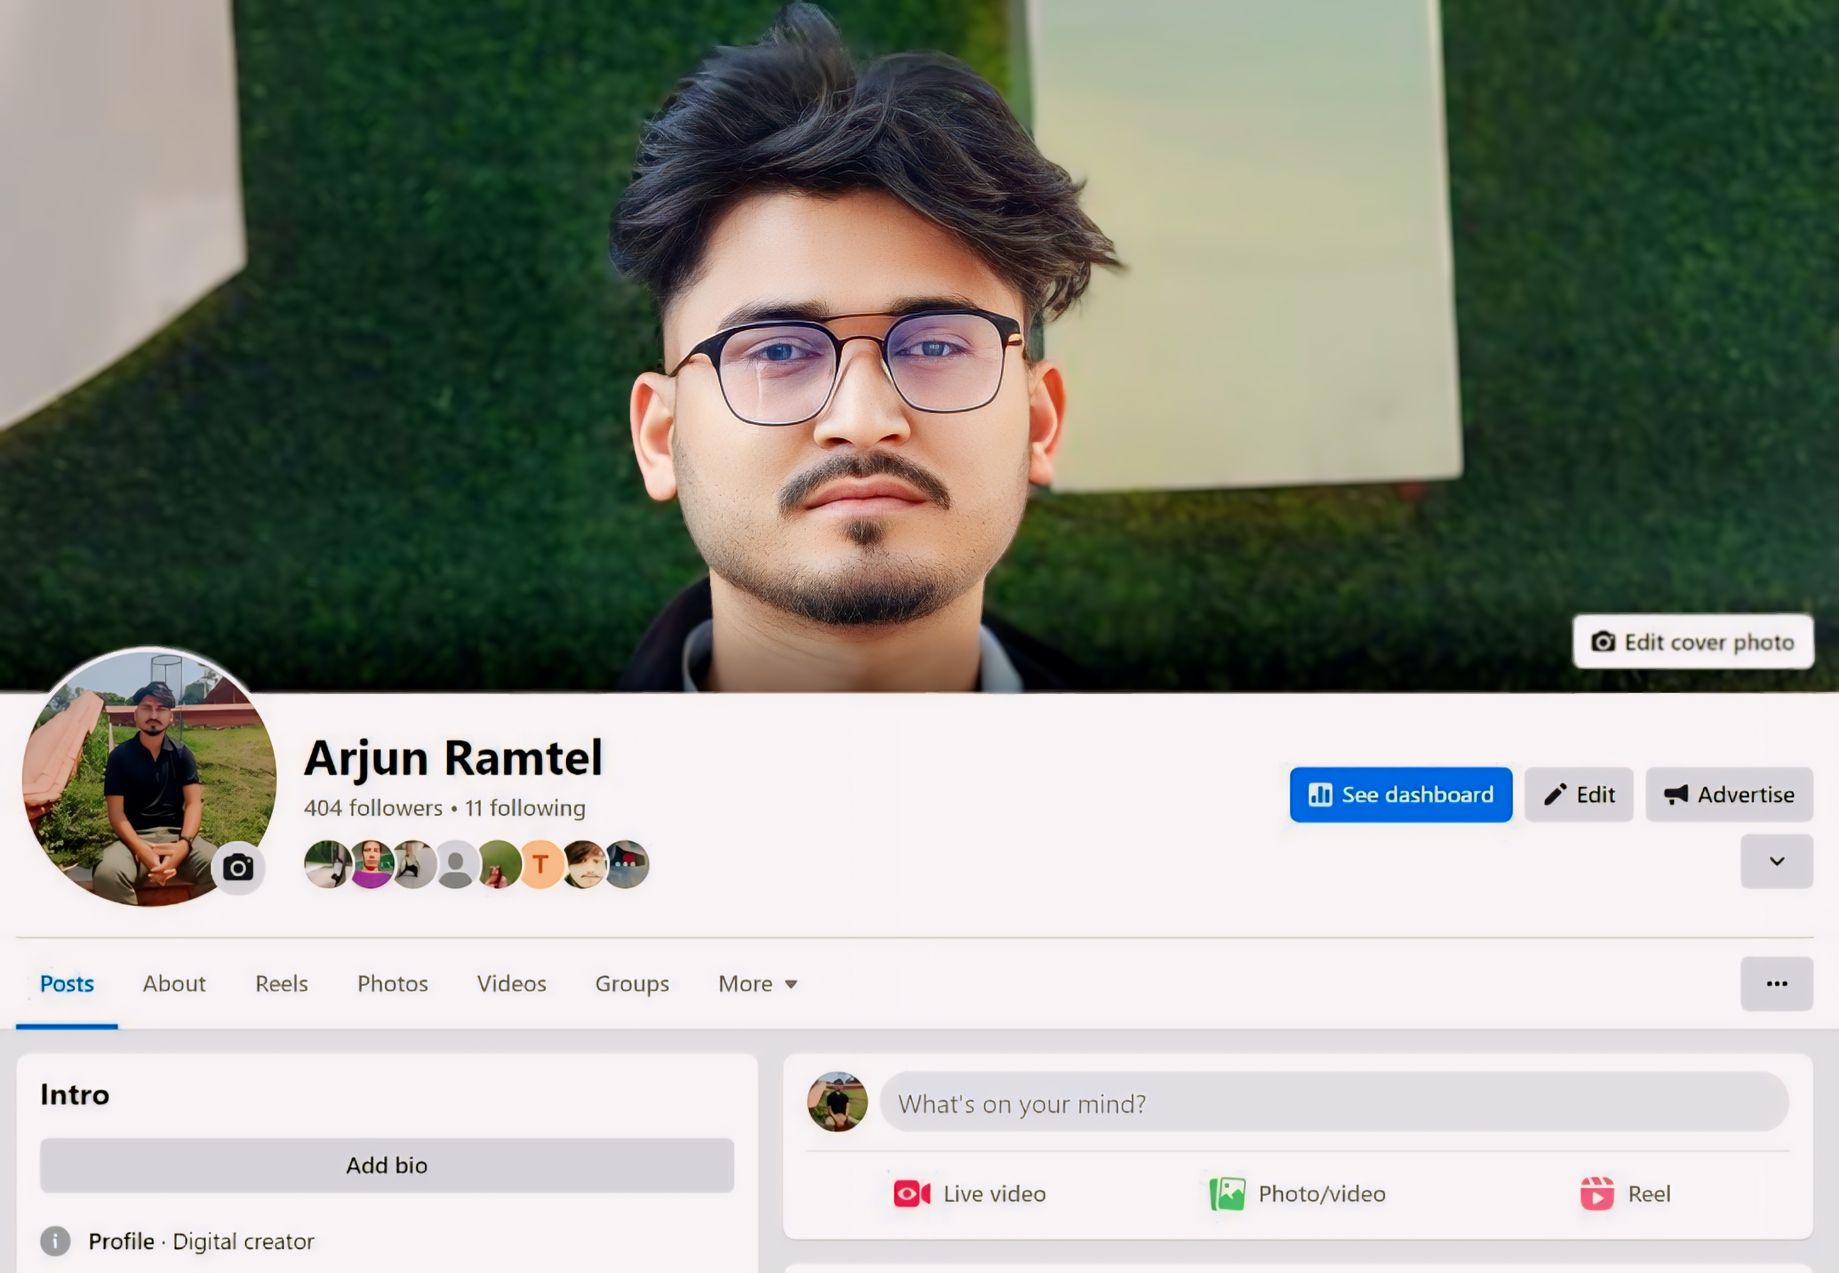 Edit cover photo
Arjun Ramtel
404 followers • 11 following
T
See dashboard
Edit
Advertise
Posts
About
Reels
Photos
Videos
Groups
More
Intro
Add bio
Profile · Digital creator
What's on your mind?
Live video
Photo/video
Reel